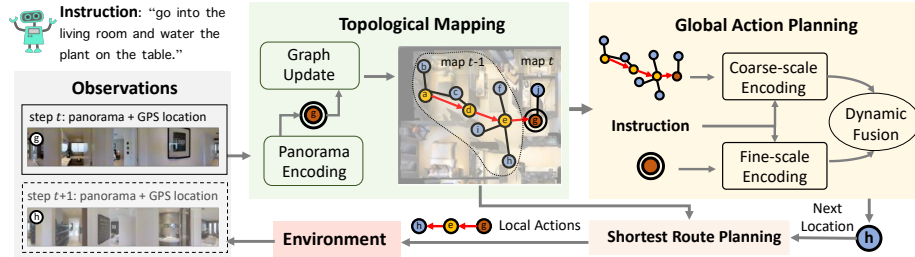 Instruction: “go into the
living room and water the
plant on the table.”
Observations
step t: panorama + GPS location
g
step t+1: panorama + GPS location
h
Topological Mapping
Graph
Update
g
Panorama
Encoding
map t-1
map t
b
a
c
d
f
e
i
h
j
g
Global Action Planning
Coarse-scale
Encoding
Instruction
Dynamic
Fusion
Fine-scale
Encoding
Next
Location
h
Shortest Route Planning
h e g Local Actions
Environment